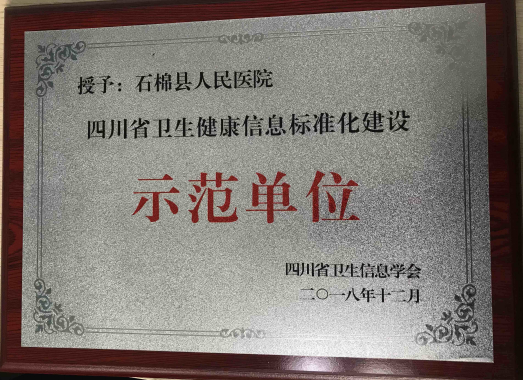 授予：石棉县人民医院
四川省卫生健康信息标准化建设
示范单位
四川省卫生信息学会
二〇一八年十二月